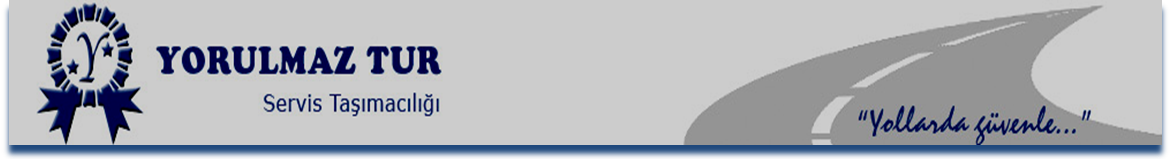 Y
YORULMAZ TUR
Servis Taşımacılığı
“Yollarda güvenle...”